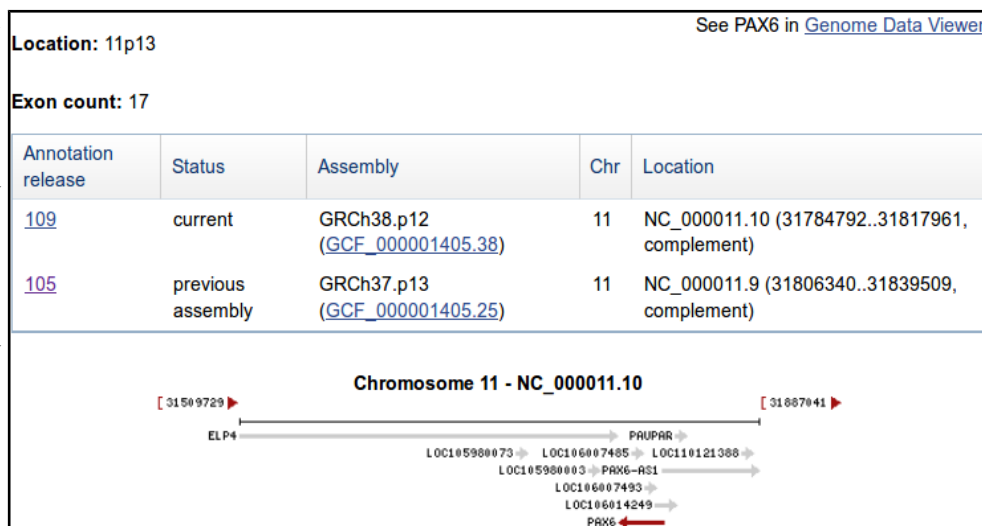 See PAX6 in Genome Data Viewer
Location: 11p13
Exon count: 17
Annotation release Status Assembly Chr Location
109 current GRCh38.p12 (GCF_000001405.38) 11 NC_000011.10 (31784792..31817961, complement)
105 previous assembly GRCh37.p13 (GCF_000001405.25) 11 NC_000011.9 (31806340..31839509, complement)
Chromosome 11 - NC_000011.10
[ 31509729 [ 31887041
ELP4 PAUPAR
LOC105980073 LOC106007485 LOC110121388
LOC105980003 PAX6-AS1
LOC106007493
LOC106014249
PAX6